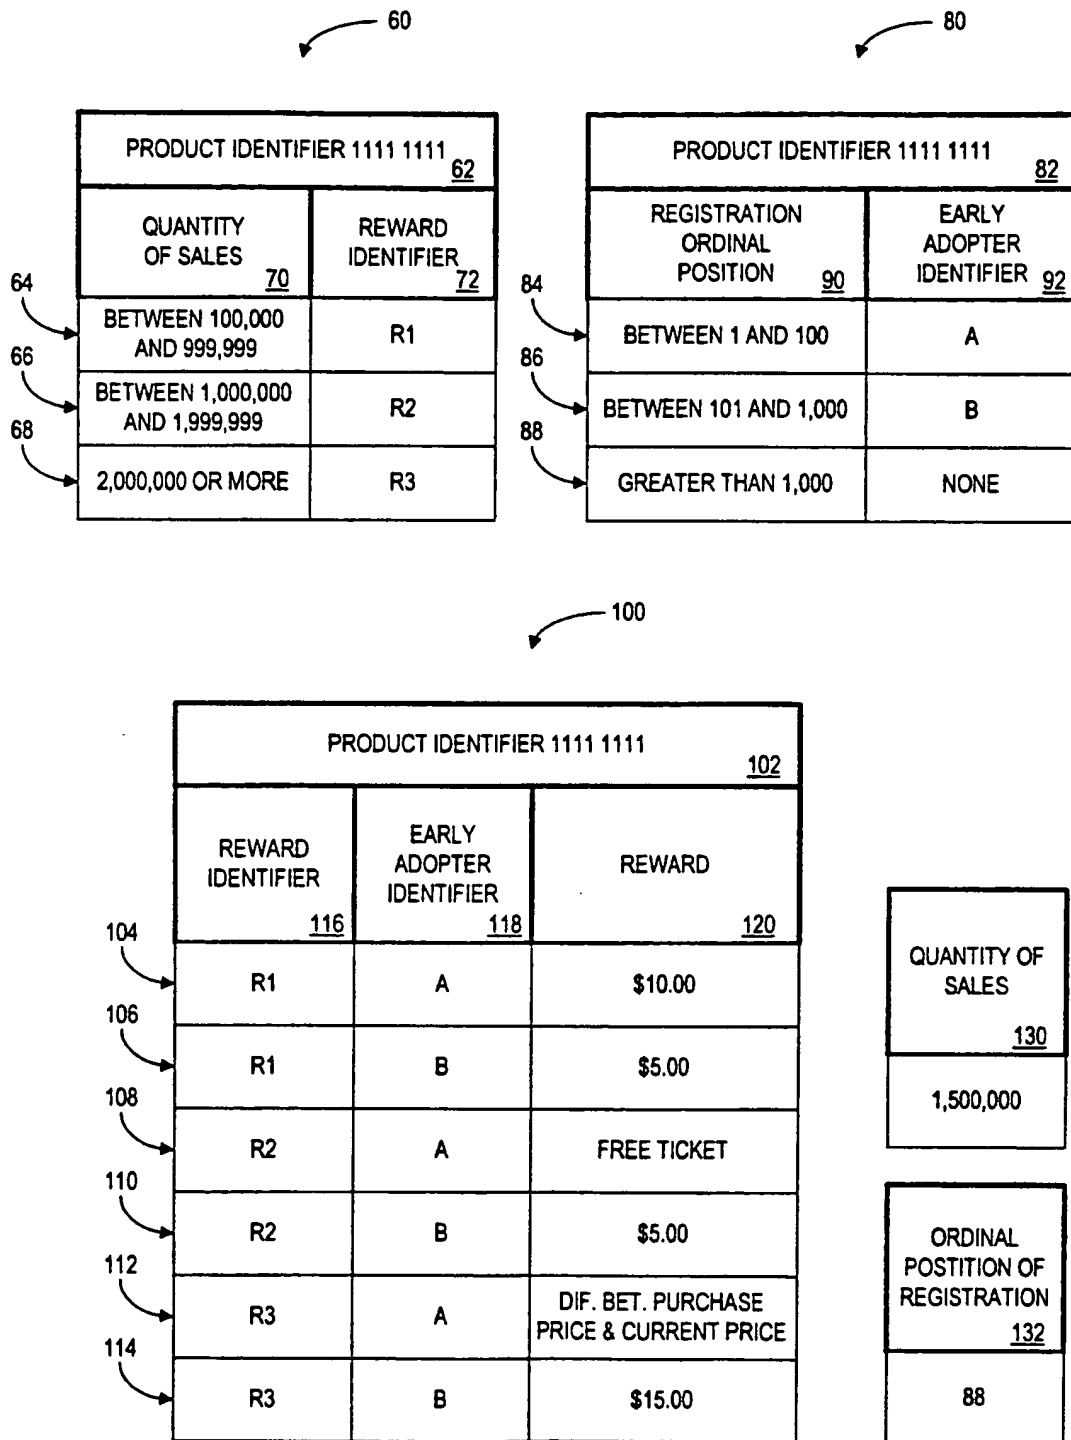 60
80
PRODUCT IDENTIFIER 1111 1111
62
QUANTITY
OF SALES
70
REWARD
IDENTIFIER
72
64
BETWEEN 100,000
AND 999,999
R1
66
BETWEEN 1,000,000
AND 1,999,999
R2
68
2,000,000 OR MORE
R3
PRODUCT IDENTIFIER 1111 1111
82
REGISTRATION
ORDINAL
POSITION
90
EARLY
ADOPTER
IDENTIFIER
92
84
BETWEEN 1 AND 100
A
86
BETWEEN 101 AND 1,000
B
88
GREATER THAN 1,000
NONE
100
PRODUCT IDENTIFIER 1111 1111
102
REWARD
IDENTIFIER
116
EARLY
ADOPTER
IDENTIFIER
118
REWARD
120
104
R1
A
$10.00
106
R1
B
$5.00
108
R2
A
FREE TICKET
110
R2
B
$5.00
112
R3
A
DIF. BET. PURCHASE
PRICE & CURRENT PRICE
114
R3
B
$15.00
QUANTITY OF
SALES
130
1,500,000
ORDINAL
POSTITION OF
REGISTRATION
132
88